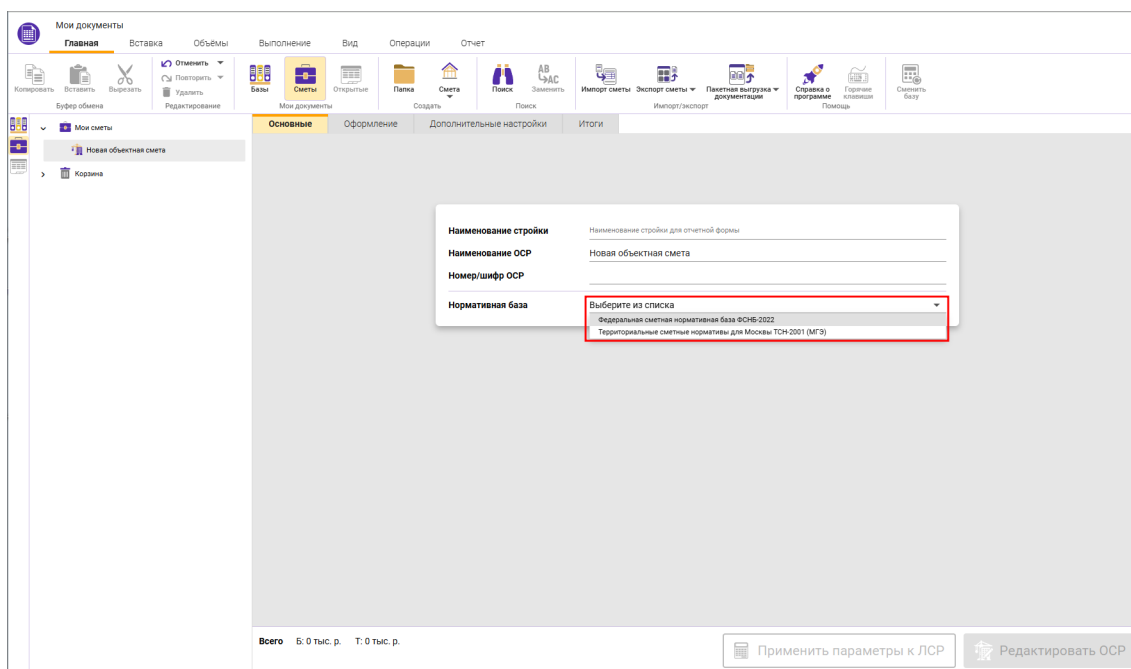 Мои документы
Главная Вставка Объёмы Выполнение Вид Операции Отчет
Копировать Вставить Вырезать
Отменить
Повторить
Удалить
Буфер обмена Редактирование
Базы Сметы Открытые
Мои документы
Папка Смета
Создать
AB
AC
Поиск Заменить
Поиск
Импорт сметы Экспорт сметы Пакетная выгрузка документации
Импорт/экспорт
Справка о программе Горячие клавиши
Помощь
Сменить базу
Мои сметы
Новая объектная смета
Корзина
Основные Оформление Дополнительные настройки Итоги
Наименование стройки Наименование стройки для отчетной формы
Наименование ОСР Новая объектная смета
Номер/шифр ОСР
Нормативная база Выберите из списка
Федеральная сметная нормативная база ФСНБ-2022
Территориальные сметные нормативы для Москвы ТСН-2001 (МГЭ)
Всего Б: 0 тыс. р. Т: 0 тыс. р.
Применить параметры к ЛСР Редактировать ОСР